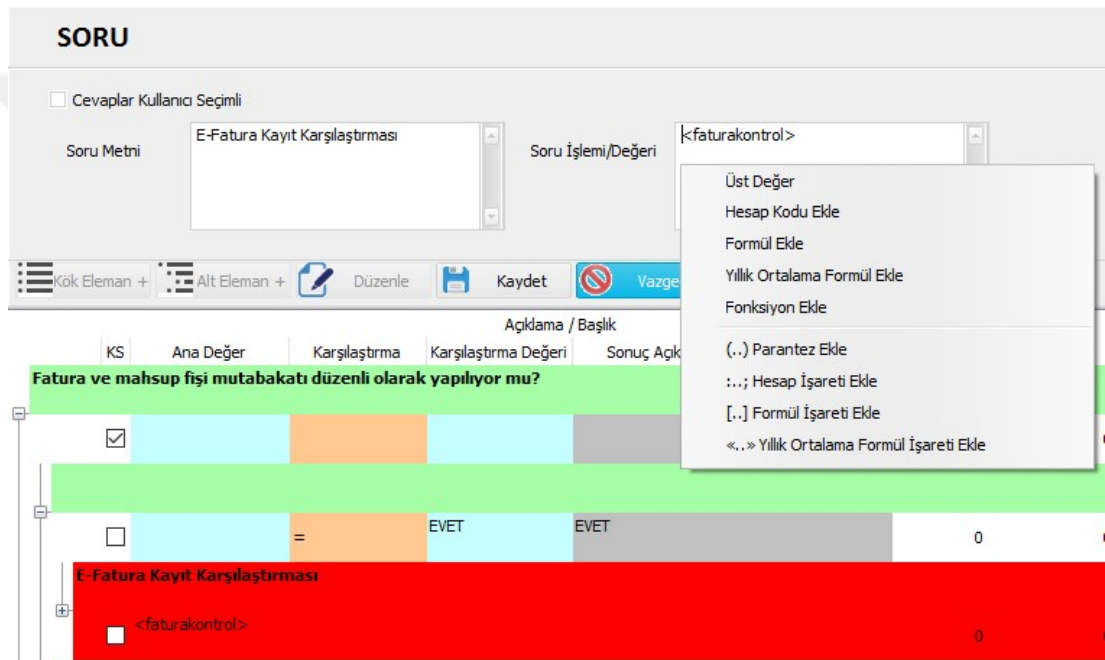 SORU
Cevaplar Kullanıcı Seçimli
Soru Metni
E-Fatura Kayıt Karşılaştırması
Soru İşlemi/Değeri
<faturakontrol>
Üst Değer
Hesap Kodu Ekle
Formül Ekle
Yıllık Ortalama Formül Ekle
Fonksiyon Ekle
(..) Parantez Ekle
:..; Hesap İşareti Ekle
[..] Formül İşareti Ekle
«..» Yıllık Ortalama Formül İşareti Ekle
Kök Eleman + Alt Eleman + Düzenle Kaydet Vazge
Açıklama / Başlık
KS Ana Değer Karşılaştırma Karşılaştırma Değeri Sonuç Açık
Fatura ve mahsup fişi mutabakatı düzenli olarak yapılıyor mu?
= EVET EVET 0
E-Fatura Kayıt Karşılaştırması
<faturakontrol> 0